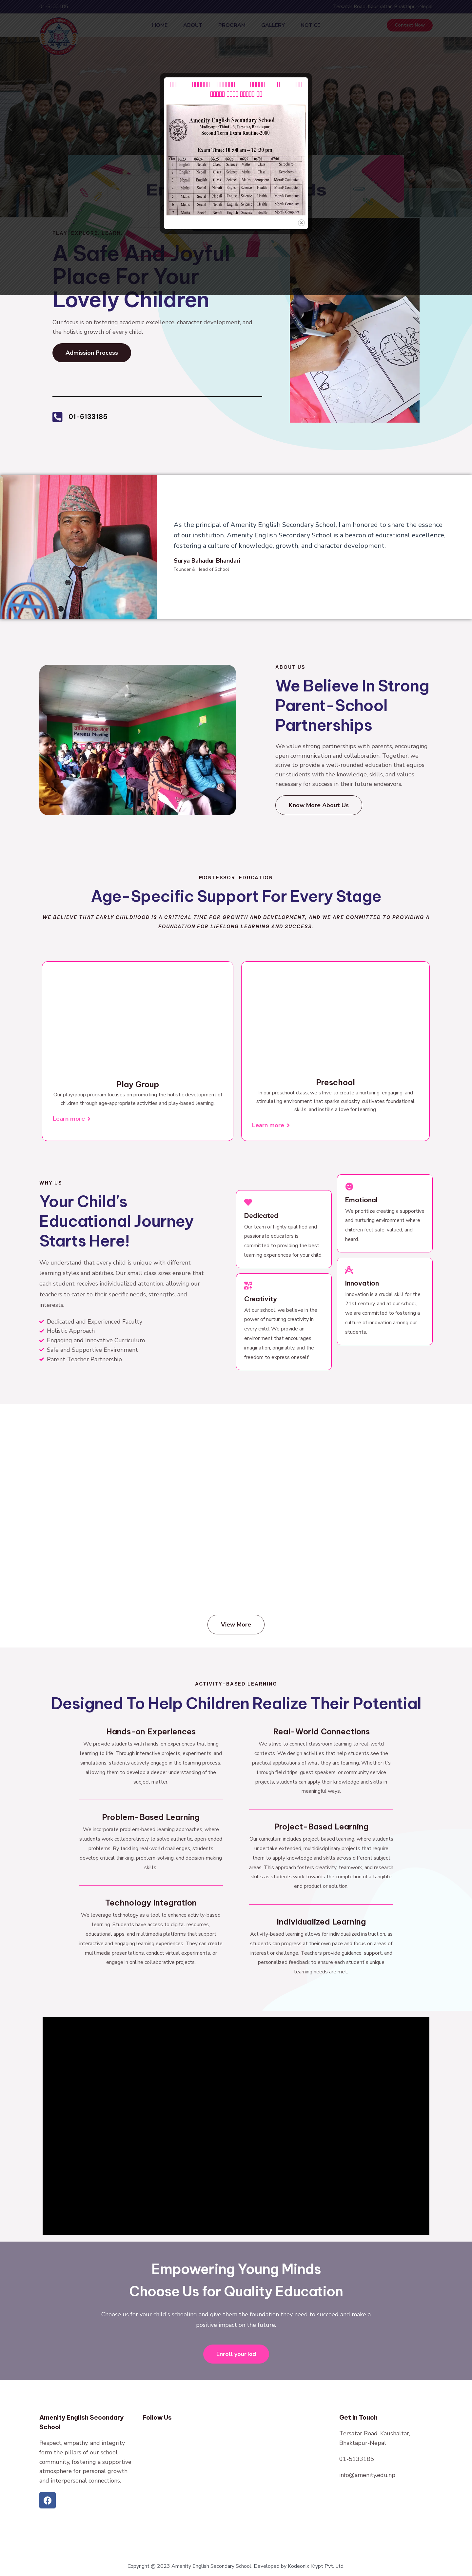 01-5133185
Tersatar Road, Kaushaltar, Bhaktapur-Nepal
HOME
ABOUT
PROGRAM
GALLERY
NOTICE
Contact Now
Amenity English Secondary School
Second Term Exam Routine-2080
Exam Time: 10 :00 am - 12 :30 pm
PLAY, EXPLORE, LEARN
A Safe And Joyful
Place For Your
Lovely Children
Our focus is on fostering academic excellence, character development, and
the holistic growth of every child.
Admission Process
01-5133185
As the principal of Amenity English Secondary School, I am honored to share the essence
of our institution. Amenity English Secondary School is a beacon of educational excellence,
fostering a culture of knowledge, growth, and character development.
Surya Bahadur Bhandari
Founder & Head of School
Parents Meeting
ABOUT US
We Believe In Strong
Parent-School
Partnerships
We value strong partnerships with parents, encouraging
open communication and collaboration. Together, we
strive to provide a well-rounded education that equips
our students with the knowledge, skills, and values
necessary for success in their future endeavors.
Know More About Us
MONTESSORI EDUCATION
Age-Specific Support For Every Stage
WE BELIEVE THAT EARLY CHILDHOOD IS A CRITICAL TIME FOR GROWTH AND DEVELOPMENT, AND WE ARE COMMITTED TO PROVIDING A
FOUNDATION FOR LIFELONG LEARNING AND SUCCESS.
Play Group
Our playgroup program focuses on promoting the holistic development of
children through age-appropriate activities and play-based learning.
Learn more
Preschool
In our preschool class, we strive to create a nurturing, engaging, and
stimulating environment that sparks curiosity, cultivates foundational
skills, and instills a love for learning.
Learn more
WHY US
Your Child's
Educational Journey
Starts Here!
We understand that every child is unique with different
learning styles and abilities. Our small class sizes ensure that
each student receives individualized attention, allowing our
teachers to cater to their specific needs, strengths, and
interests.
Dedicated and Experienced Faculty
Holistic Approach
Engaging and Innovative Curriculum
Safe and Supportive Environment
Parent-Teacher Partnership
Dedicated
Our team of highly qualified and
passionate educators is
committed to providing the best
learning experiences for your child.
Creativity
At our school, we believe in the
power of nurturing creativity in
every child. We provide an
environment that encourages
imagination, originality, and the
freedom to express oneself.
Emotional
We prioritize creating a supportive
and nurturing environment where
children feel safe, valued, and
heard.
Innovation
Innovation is a crucial skill for the
21st century, and at our school,
we are committed to fostering a
culture of innovation among our
students.
View More
ACTIVITY-BASED LEARNING
Designed To Help Children Realize Their Potential
Hands-on Experiences
We provide students with hands-on experiences that bring
learning to life. Through interactive projects, experiments, and
simulations, students actively engage in the learning process,
allowing them to develop a deeper understanding of the
subject matter.
Problem-Based Learning
We incorporate problem-based learning approaches, where
students work collaboratively to solve authentic, open-ended
problems. By tackling real-world challenges, students
develop critical thinking, problem-solving, and decision-making
skills.
Technology Integration
We leverage technology as a tool to enhance activity-based
learning. Students have access to digital resources,
educational apps, and multimedia platforms that support
interactive and engaging learning experiences. They can create
multimedia presentations, conduct virtual experiments, or
engage in online collaborative projects.
Real-World Connections
We strive to connect classroom learning to real-world
contexts. We design activities that help students see the
practical applications of what they are learning. Whether it's
through field trips, guest speakers, or community service
projects, students can apply their knowledge and skills in
meaningful ways.
Project-Based Learning
Our curriculum includes project-based learning, where students
undertake extended, multidisciplinary projects that require
them to apply knowledge and skills across different subject
areas. This approach fosters creativity, teamwork, and research
skills as students work towards the completion of a tangible
end product or solution.
Individualized Learning
Activity-based learning allows for individualized instruction, as
students can progress at their own pace and focus on areas of
interest or challenge. Teachers provide guidance, support, and
personalized feedback to ensure each student's unique
learning needs are met.
Empowering Young Minds
Choose Us for Quality Education
Choose us for your child's schooling and give them the foundation they need to succeed and make a
positive impact on the future.
Enroll your kid
Amenity English Secondary
School
Respect, empathy, and integrity
form the pillars of our school
community, fostering a supportive
atmosphere for personal growth
and interpersonal connections.
Follow Us
Get In Touch
Tersatar Road, Kaushaltar,
Bhaktapur-Nepal
01-5133185
info@amenity.edu.np
Copyright @ 2023 Amenity English Secondary School. Developed by Kodeonix Krypt Pvt. Ltd.